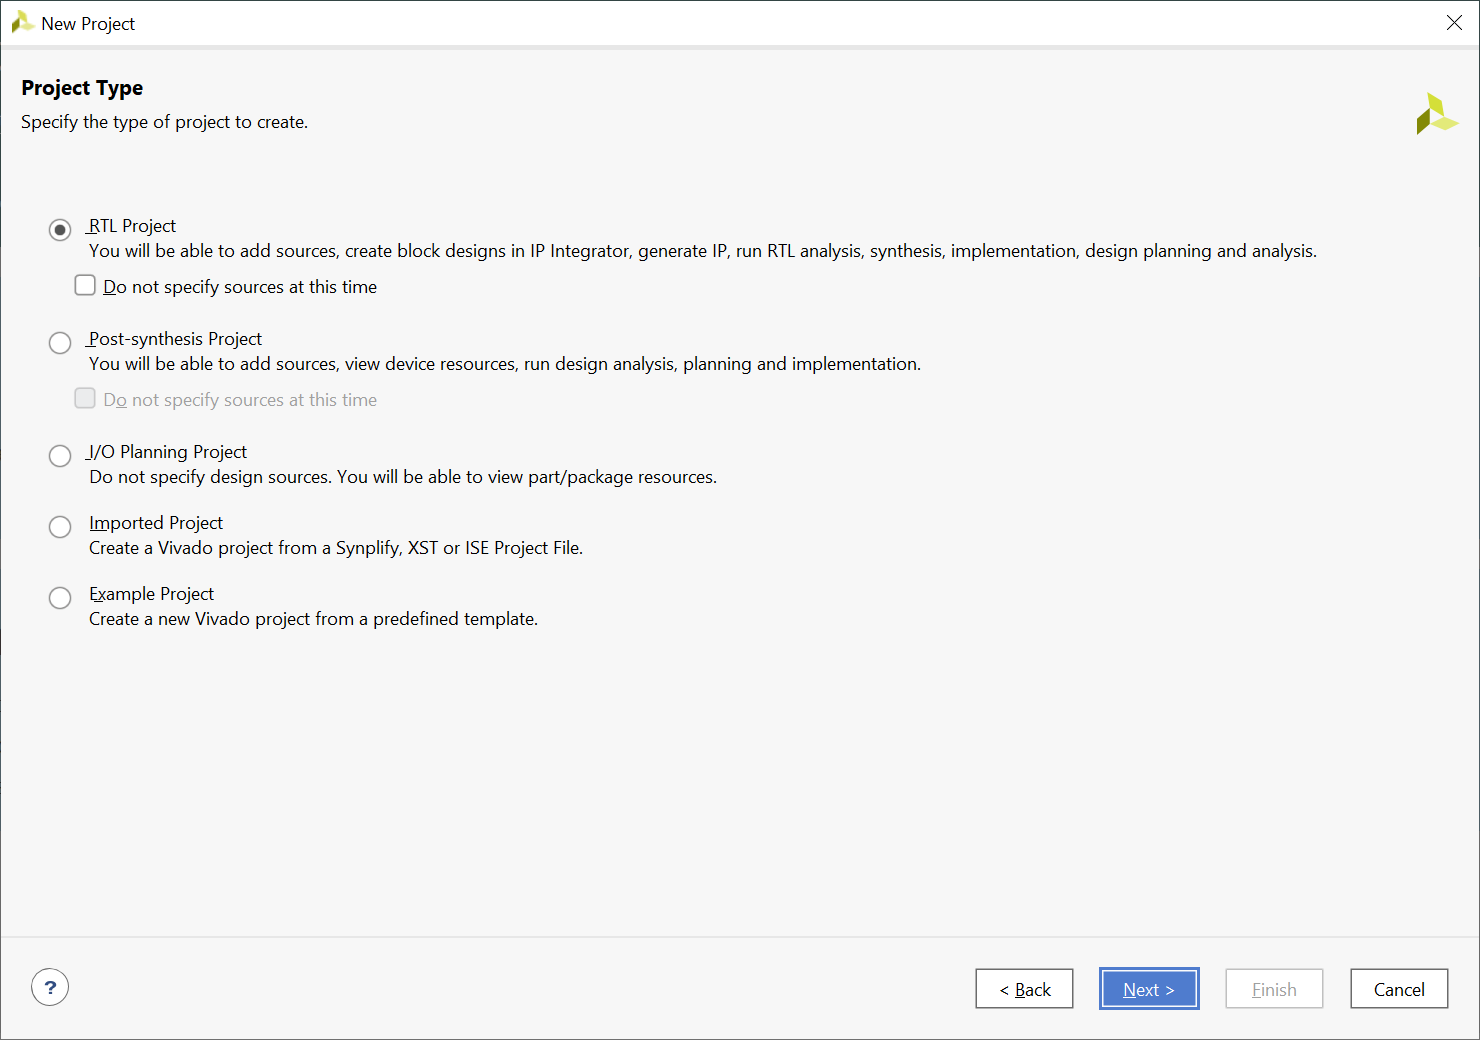 New Project
Project Type
Specify the type of project to create.
RTL Project
You will be able to add sources, create block designs in IP Integrator, generate IP, run RTL analysis, synthesis, implementation, design planning and analysis.
Do not specify sources at this time
Post-synthesis Project
You will be able to add sources, view device resources, run design analysis, planning and implementation.
Do not specify sources at this time
I/O Planning Project
Do not specify design sources. You will be able to view part/package resources.
Imported Project
Create a Vivado project from a Synplify, XST or ISE Project File.
Example Project
Create a new Vivado project from a predefined template.
?
< Back
Next >
Finish
Cancel